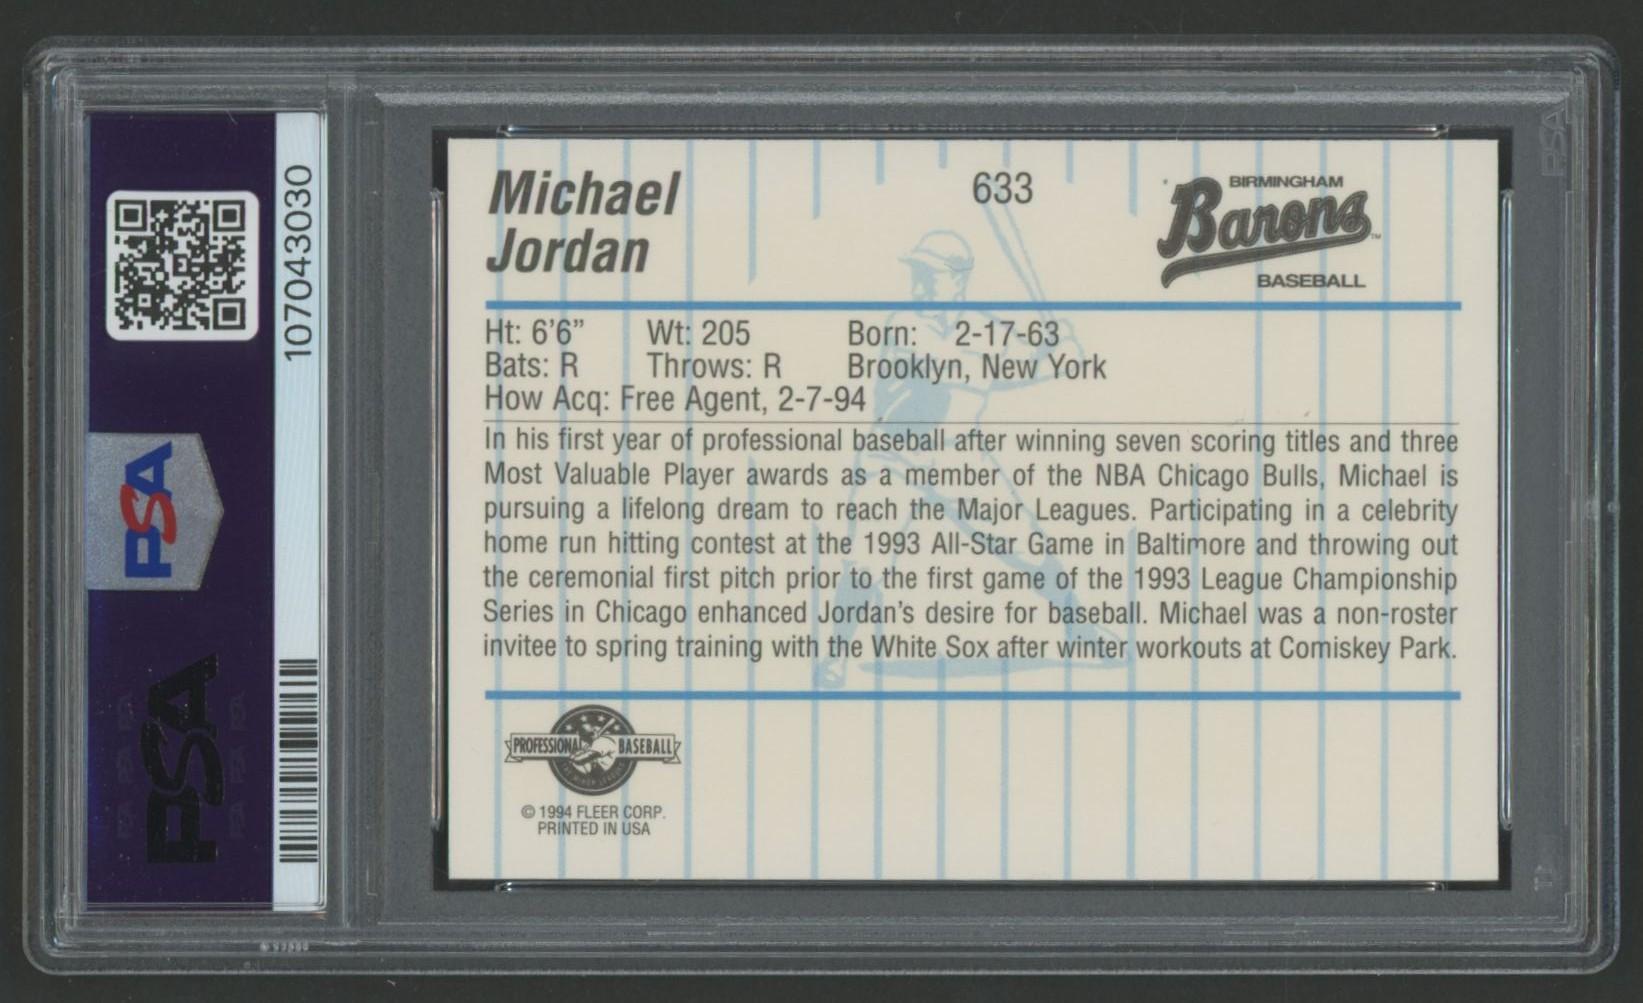 107043030
PSA
PSA
PSA
Michael
Jordan
633
BIRMINGHAM
Barons
™
BASEBALL
Ht: 6'6” Wt: 205 Born: 2-17-63
Bats: R Throws: R Brooklyn, New York
How Acq: Free Agent, 2-7-94
In his first year of professional baseball after winning seven scoring titles and three
Most Valuable Player awards as a member of the NBA Chicago Bulls, Michael is
pursuing a lifelong dream to reach the Major Leagues. Participating in a celebrity
home run hitting contest at the 1993 All-Star Game in Baltimore and throwing out
the ceremonial first pitch prior to the first game of the 1993 League Championship
Series in Chicago enhanced Jordan's desire for baseball. Michael was a non-roster
invitee to spring training with the White Sox after winter workouts at Comiskey Park.
PROFESSIONAL BASEBALL
THE MINOR LEAGUES
© 1994 FLEER CORP.
PRINTED IN USA